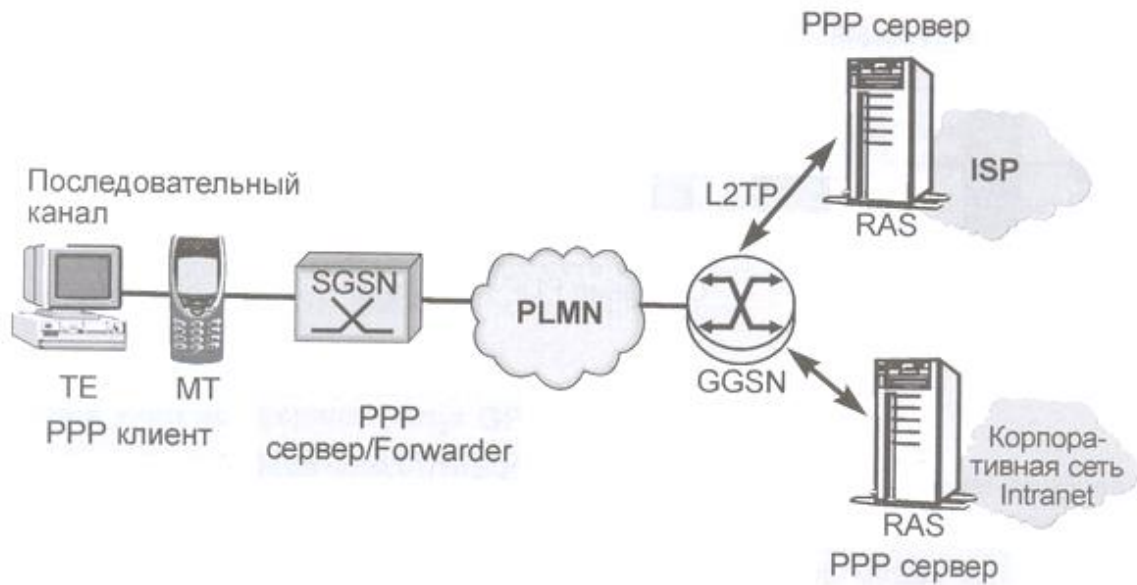 PPP сервер
ISP
RAS
L2TP
Последовательный
канал
SGSN
PLMN
GGSN
TE
MT
PPP клиент
PPP
сервер/Forwarder
Корпора-
тивная сеть
Intranet
RAS
PPP сервер